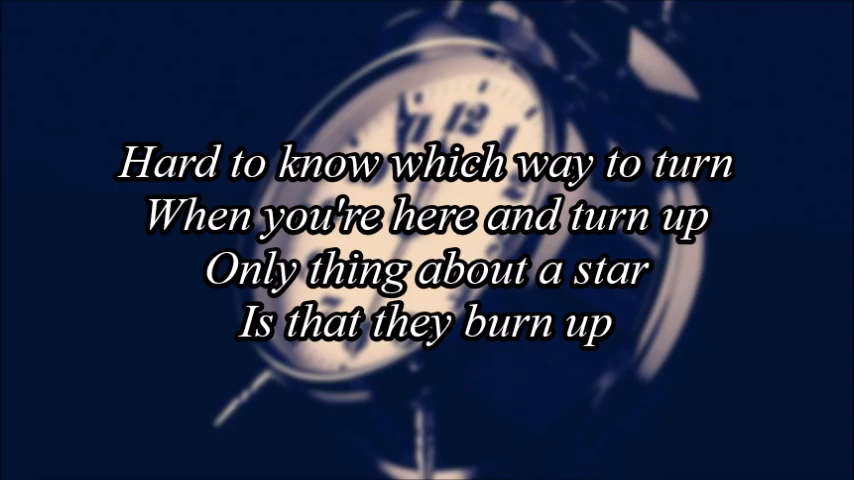 12
Hard to know which way to turn
When you're here and turn up
Only thing about a star
Is that they burn up